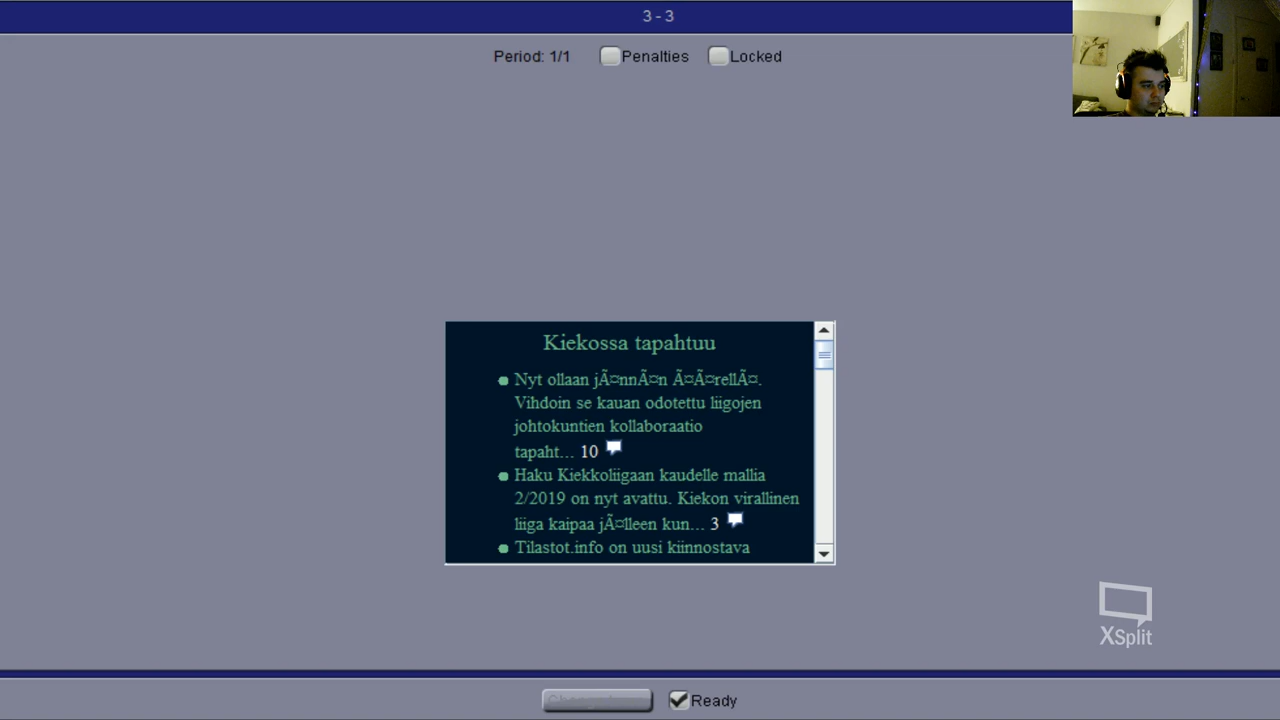 3 - 3
Period: 1/1 Penalties Locked
Kiekossa tapahtuu
Nyt ollaan jÃ¤nnÃ¤n Ã¤Ã¤rellÃ¤.
Vihdoin se kauan odotettu liigojen
johtokuntien kollaboraatio
tapaht... 10
Haku Kiekkoliigaan kaudelle mallia
2/2019 on nyt avattu. Kiekon virallinen
liiga kaipaa jÃ¤lleen kun... 3
Tilastot.info on uusi kiinnostava
XSplit
Ready